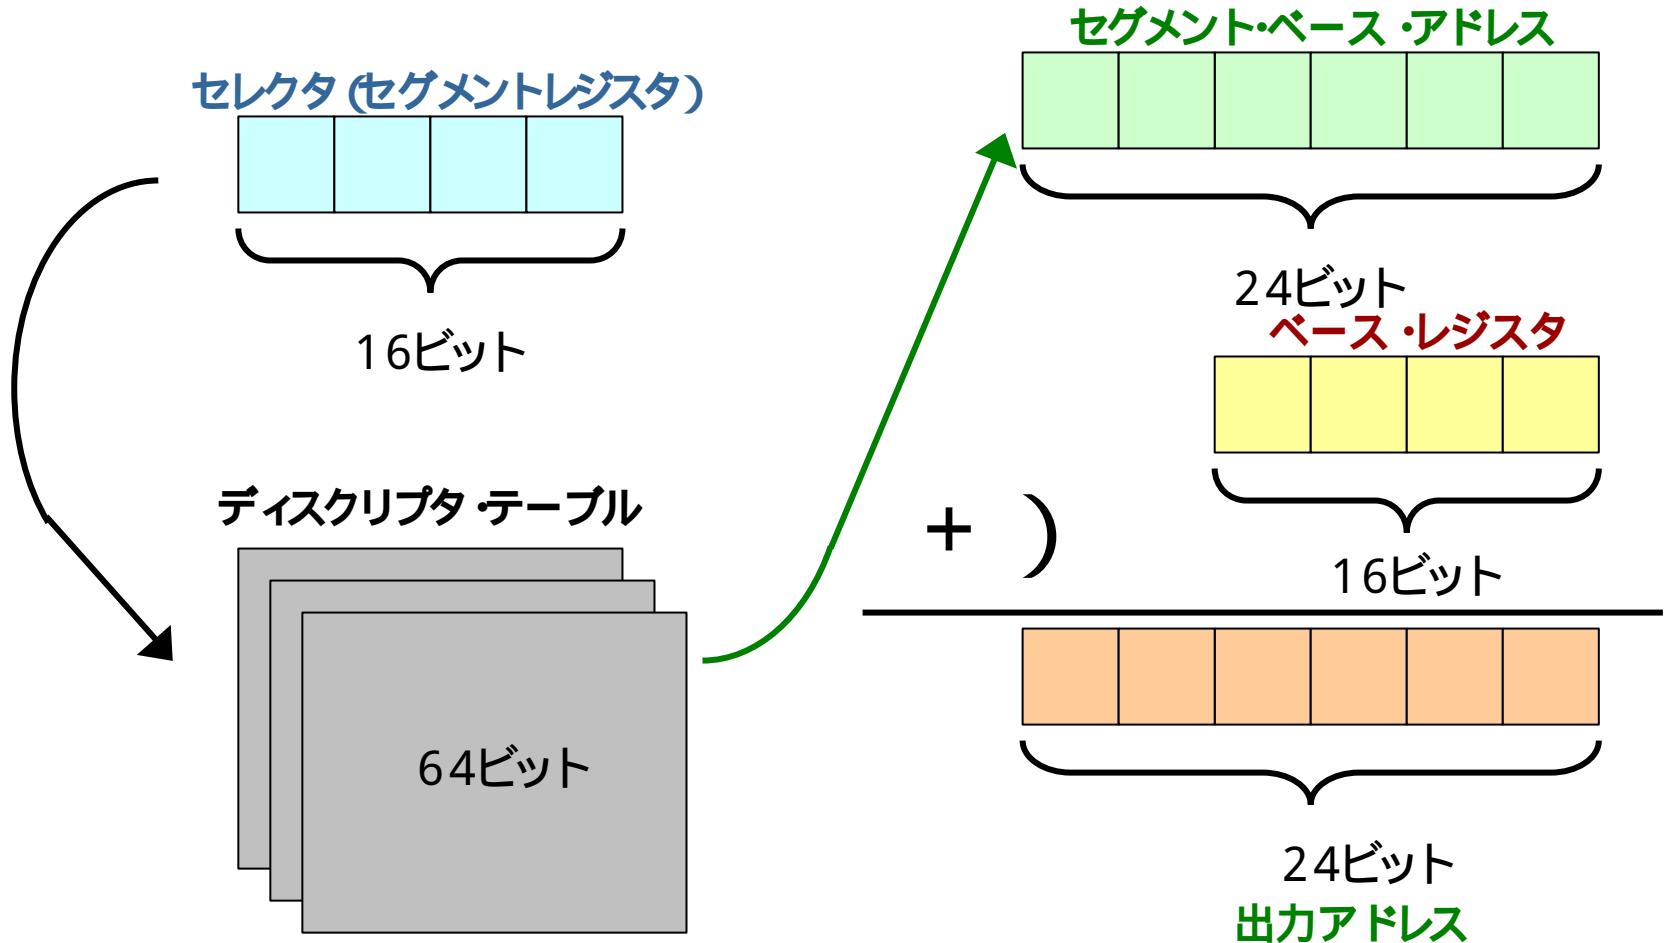 セレクタ(セグメントレジスタ)
16ビット
ディスクリプタ・テーブル
64ビット
セグメント・ベース・アドレス
24ビット
ベース・レジスタ
16ビット
+ )
24ビット
出力アドレス